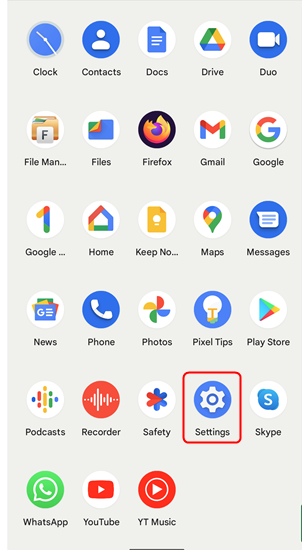 Clock Contacts Docs Drive Duo
File Man... Files Firefox Gmail Google
Google ... Home Keep No... Maps Messages
News Phone Photos Pixel Tips Play Store
Podcasts Recorder Safety Settings Skype
WhatsApp YouTube YT Music